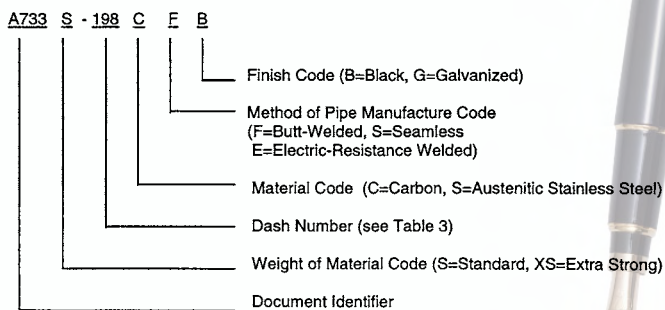 A733 S - 198 C F B
Finish Code (B=Black, G=Galvanized)
Method of Pipe Manufacture Code
(F=Butt-Welded, S=Seamless
E=Electric-Resistance Welded)
Material Code (C=Carbon, S=Austenitic Stainless Steel)
Dash Number (see Table 3)
Weight of Material Code (S=Standard, XS=Extra Strong)
Document Identifier